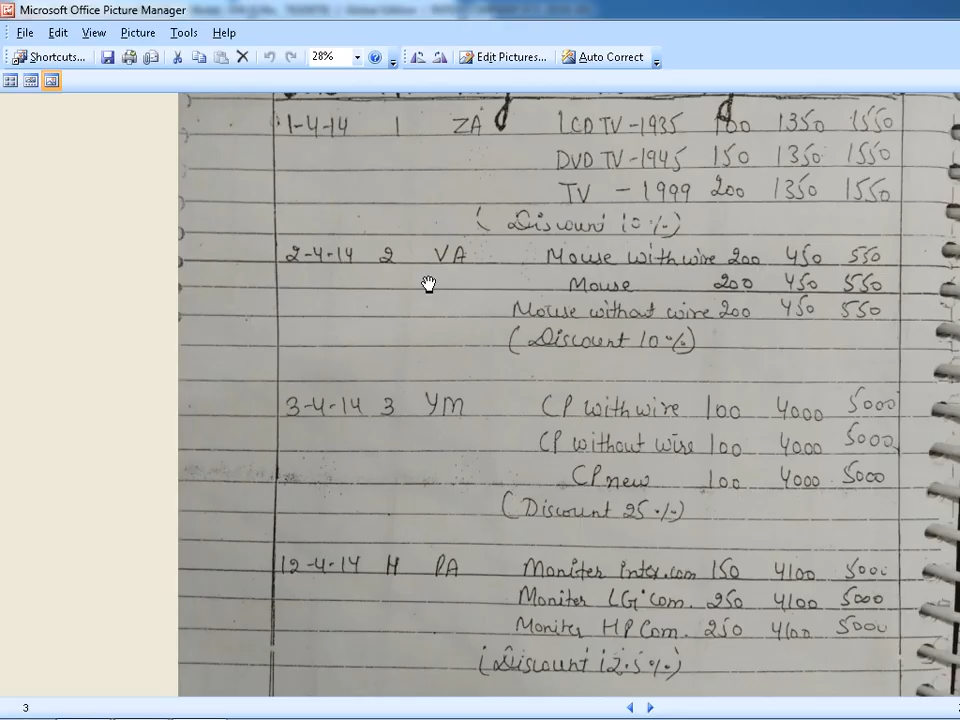 Microsoft Office Picture Manager
File Edit View Picture Tools Help
Shortcuts... 28% Edit Pictures... Auto Correct
1-4-14 1 ZA LCD TV-1935 100 1350 1550
DVD TV-1945 150 1350 1550
TV - 1999 200 1350 1550
( Discount 10 %)
2-4-14 2 VA Mouse with wire 200 450 550
Mouse 200 450 550
Mouse without wire 200 450 550
(Discount 10 %)
3-4-14 3 YM CP with wire 100 4000 5000
CP without wire 100 4000 5000
CP new 100 4000 5000
(Discount 25 %)
12-4-14 4 RA Moniter Intex.com 150 4100 5000
Moniter LG Com. 250 4100 5000
Moniter HP Com. 250 4100 5000
(Discount 12.5%)
3